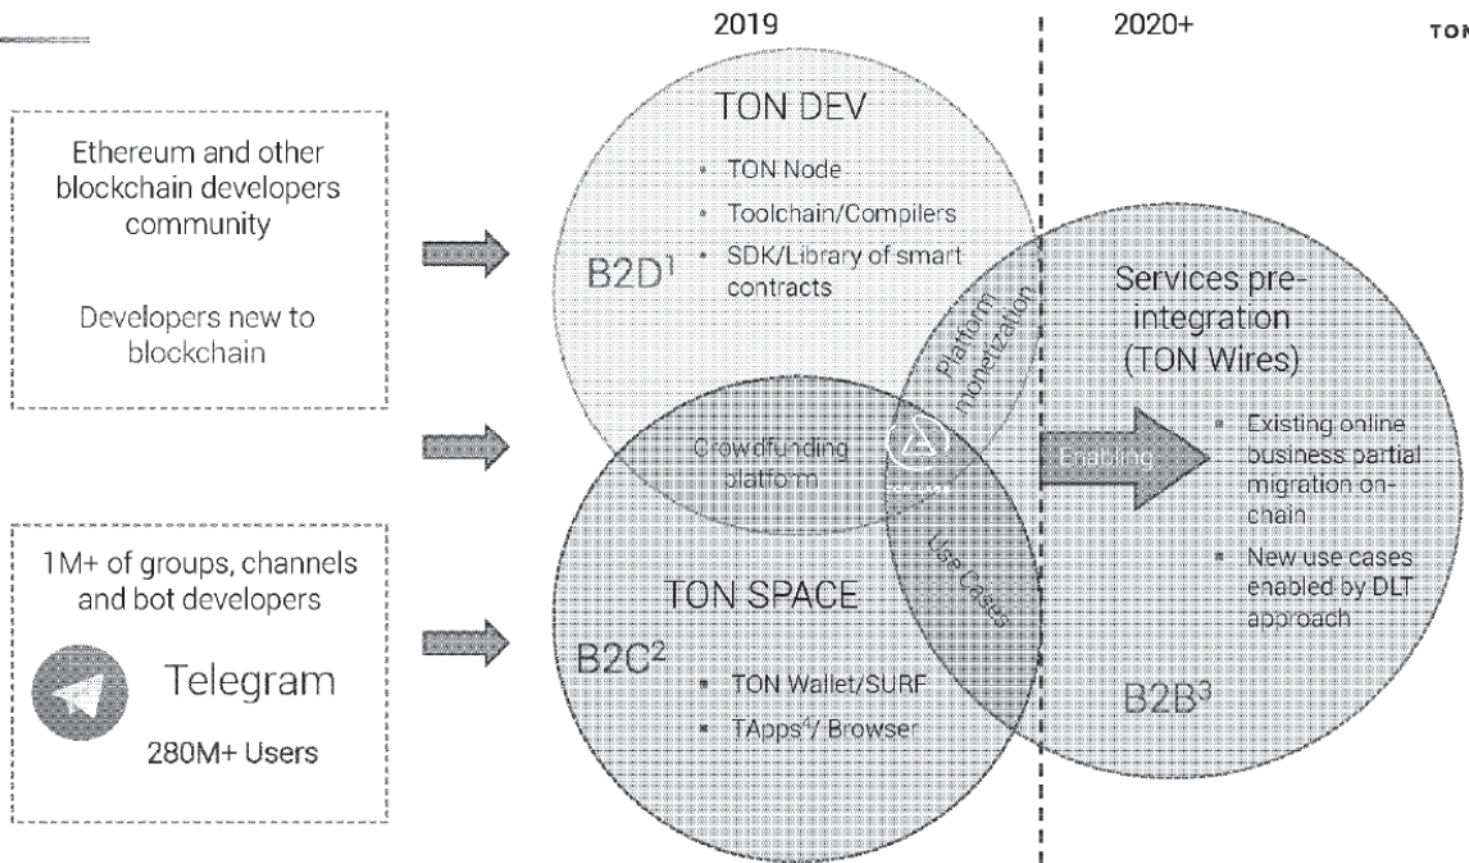 2019
2020+
TON
Ethereum and other
blockchain developers
community
Developers new to
blockchain
1M+ of groups, channels
and bot developers
Telegram
280M+ Users
TON DEV
• TON Node
• Toolchain/Compilers
• SDK/Library of smart
contracts
B2D¹
Platform
monetization
Crowdfunding
platform
Use Cases
TON SPACE
B2C²
▪ TON Wallet/SURF
▪ TApps⁴/ Browser
Enabling
Services pre-
integration
(TON Wires)
▪ Existing online
business partial
migration on-
chain
▪ New use cases
enabled by DLT
approach
B2B³